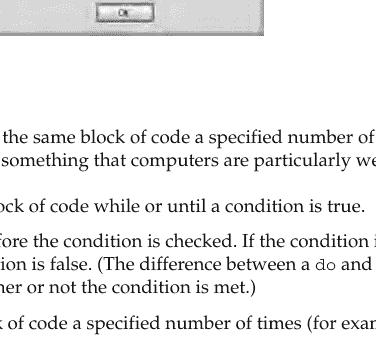 OK
the same block of code a specified number of
something that computers are particularly we
ock of code while or until a condition is true.
fore the condition is checked. If the condition i
ion is false. (The difference between a do and
her or not the condition is met.)
k of code a specified number of times (for exam